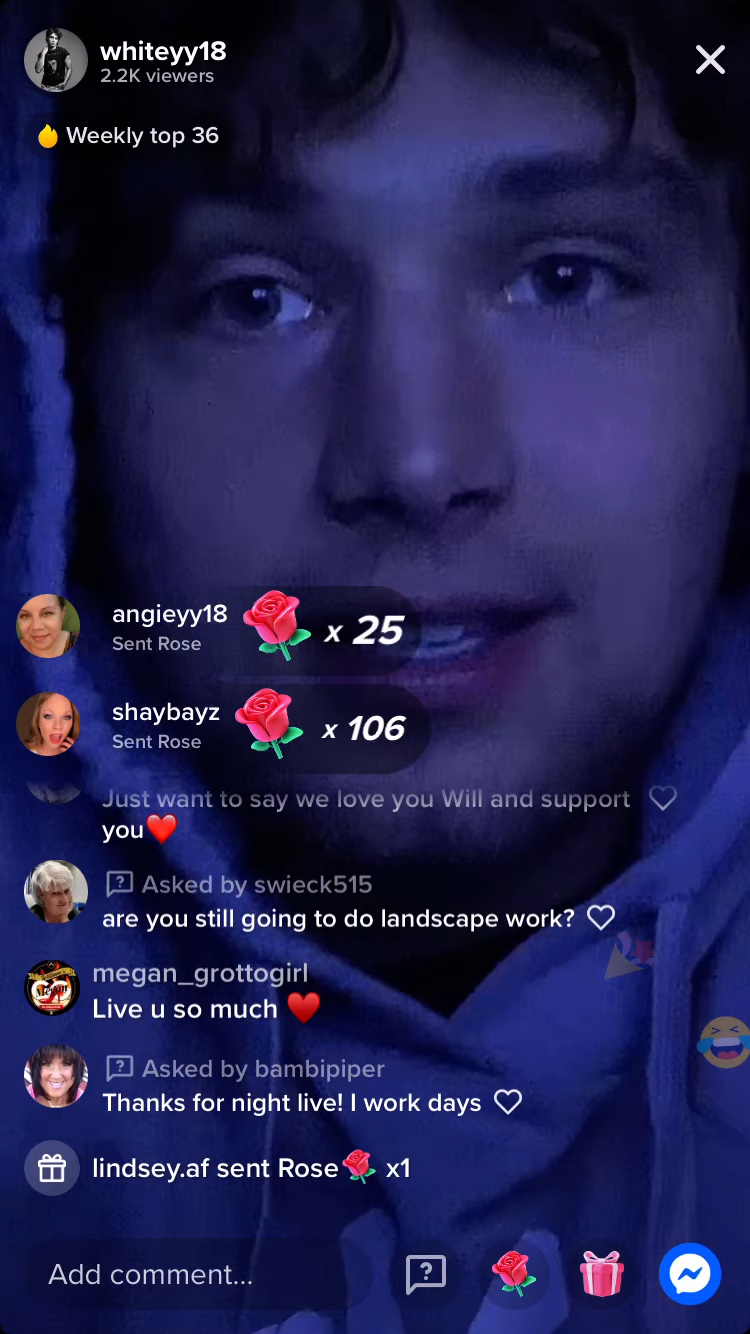 whiteyy18
2.2K viewers
Weekly top 36
angieyy18
Sent Rose
x 25
shaybayz
Sent Rose
x 106
Just want to say we love you Will and support
you❤️
Asked by swieck515
are you still going to do landscape work?
megan_grottogirl
Live u so much ❤️
Asked by bambipiper
Thanks for night live! I work days
lindsey.af sent Rose🌹 x1
Add comment...